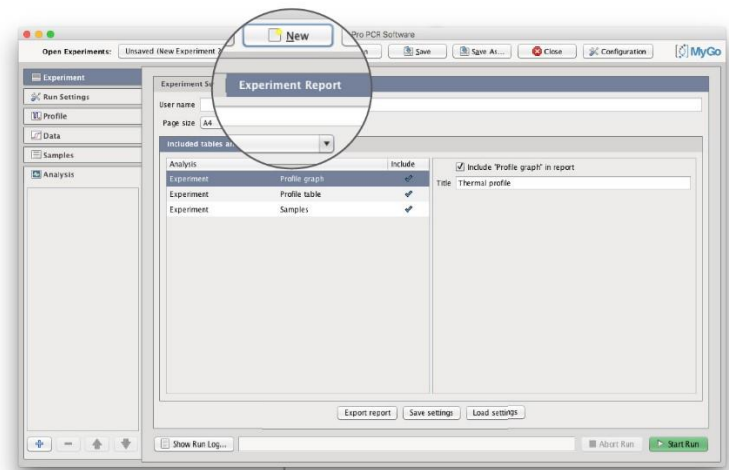 New
Pro PCR Software
Open Experiments: Unsaved (New Experiment
Save
Save As...
Close
Configuration
MyGo
Experiment
Run Settings
Profile
Data
Samples
Analysis
Experiment
Experiment Report
User name
Page size A4
Included tables
Analysis Include
Experiment Profile graph
Experiment Profile table
Experiment Samples
Include "Profile graph" in report
Title Thermal profile
Export report Save settings Load settings
Show Run Log...
Abort Run Start Run